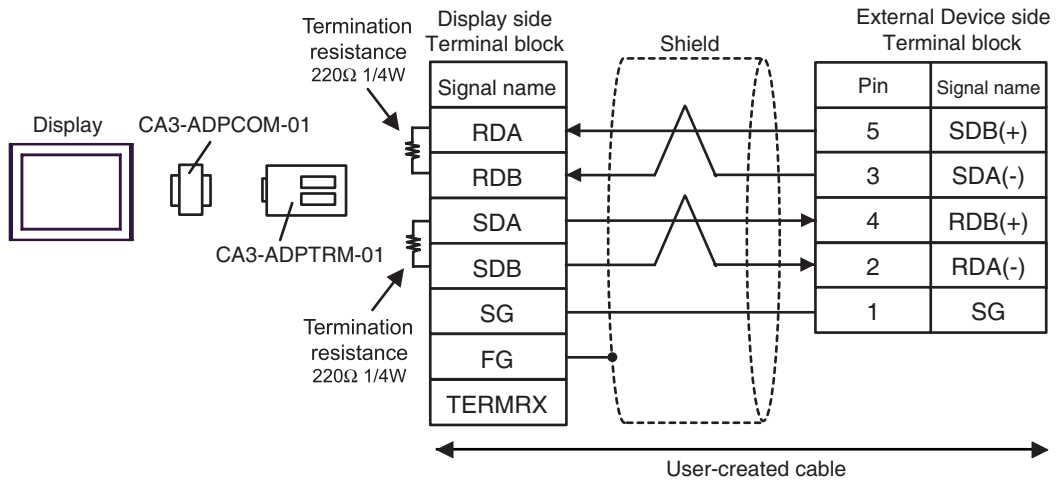 Termination
resistance
220Ω 1/4W
Display side
Terminal block
Shield
External Device side
Terminal block
Signal name
Pin
Signal name
Display
CA3-ADPCOM-01
CA3-ADPTRM-01
RDA
5
SDB(+)
RDB
3
SDA(-)
SDA
4
RDB(+)
SDB
2
RDA(-)
SG
1
SG
FG
TERMRX
Termination
resistance
220Ω 1/4W
User-created cable